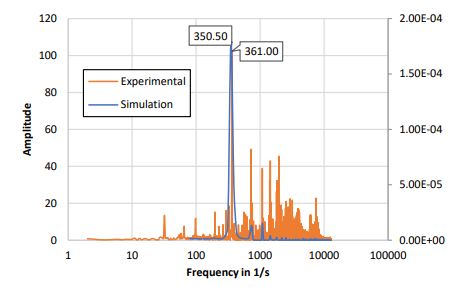 120
100
80
60
40
20
0
Amplitude
2.00E-04
1.50E-04
1.00E-04
5.00E-05
0.00E+00
350.50
361.00
Experimental
Simulation
1
10
100
1000
10000
100000
Frequency in 1/s